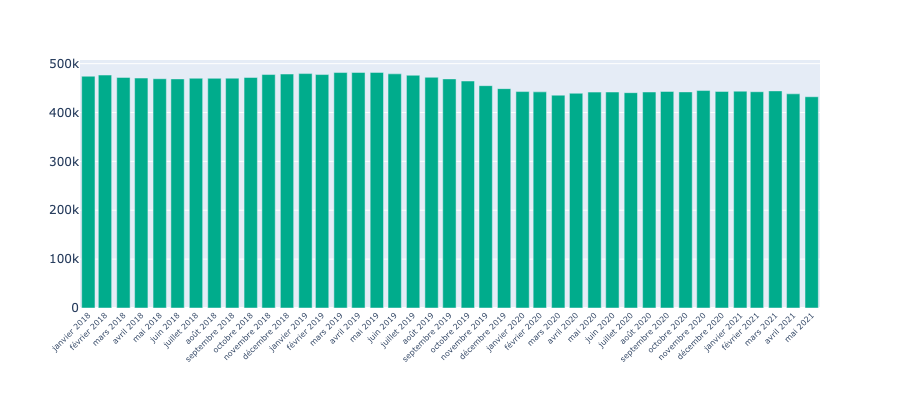 500k
400k
300k
200k
100k
0
janvier 2018
février 2018
mars 2018
avril 2018
mai 2018
juin 2018
juillet 2018
août 2018
septembre 2018
octobre 2018
novembre 2018
décembre 2018
janvier 2019
février 2019
mars 2019
avril 2019
mai 2019
juin 2019
juillet 2019
août 2019
septembre 2019
octobre 2019
novembre 2019
décembre 2019
janvier 2020
février 2020
mars 2020
avril 2020
mai 2020
juin 2020
juillet 2020
août 2020
septembre 2020
octobre 2020
novembre 2020
décembre 2020
janvier 2021
février 2021
mars 2021
avril 2021
mai 2021